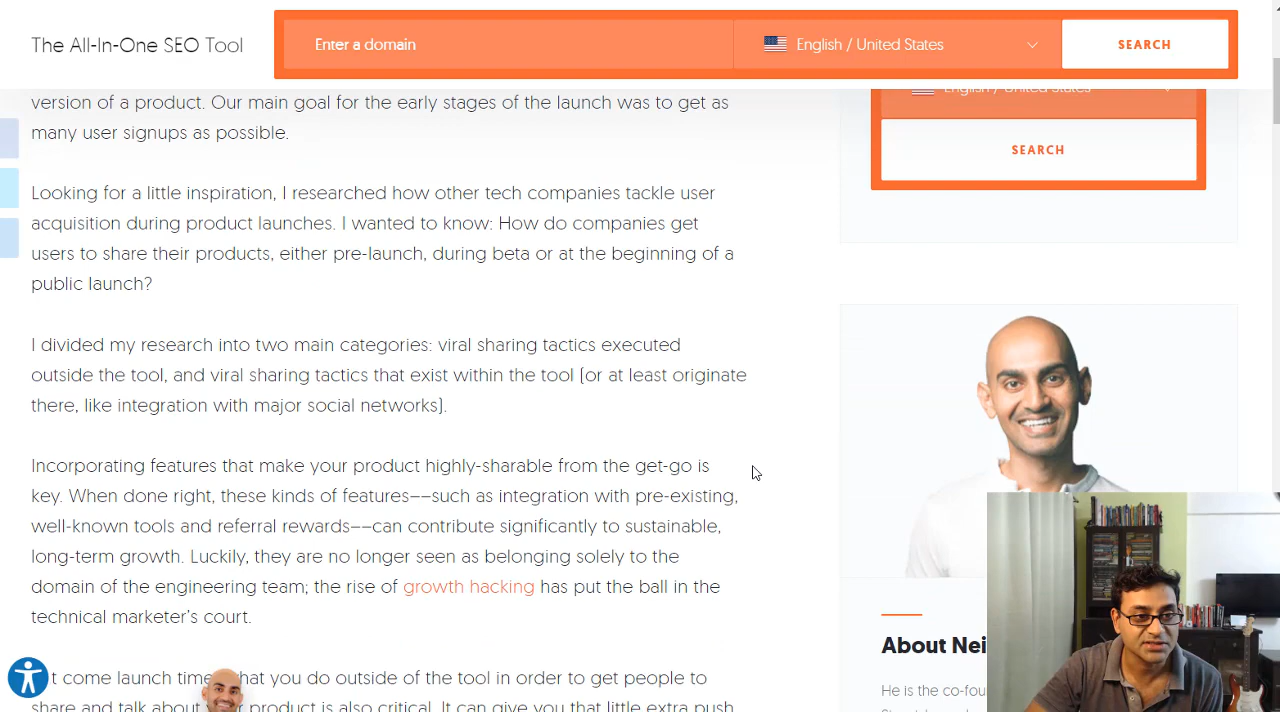 The All-In-One SEO Tool
Enter a domain
English / United States
SEARCH
version of a product. Our main goal for the early stages of the launch was to get as
many user signups as possible.
Looking for a little inspiration, I researched how other tech companies tackle user
acquisition during product launches. I wanted to know: How do companies get
users to share their products, either pre-launch, during beta or at the beginning of a
public launch?
I divided my research into two main categories: viral sharing tactics executed
outside the tool, and viral sharing tactics that exist within the tool (or at least originate
there, like integration with major social networks).
Incorporating features that make your product highly-sharable from the get-go is
key. When done right, these kinds of features––such as integration with pre-existing,
well-known tools and referral rewards––can contribute significantly to sustainable,
long-term growth. Luckily, they are no longer seen as belonging solely to the
domain of the engineering team; the rise of growth hacking has put the ball in the
technical marketer's court.
t come launch time hat you do outside of the tool in order to get people to
share and talk about your product is also critical. It can give you that little extra push
English / United States
SEARCH
About Nei
He is the co-fou